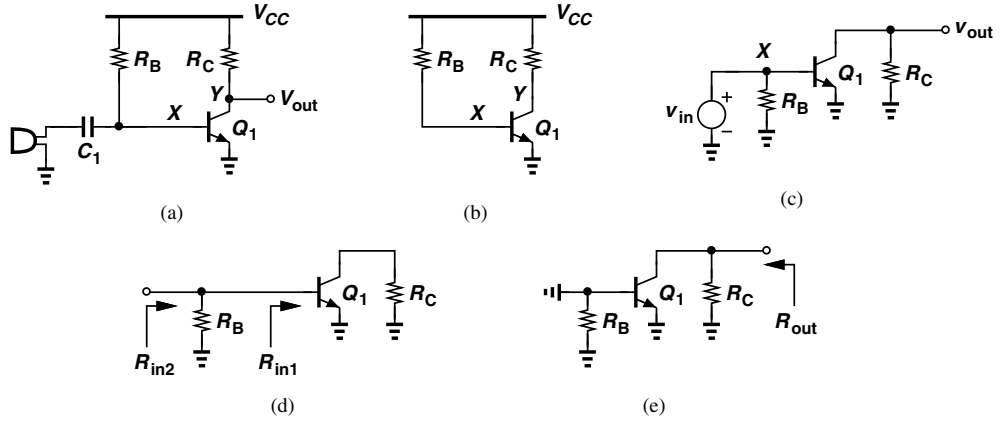 V_CC
R_B
R_C
Y
V_out
X
Q_1
C_1
(a)
V_CC
R_B
R_C
Y
X
Q_1
(b)
v_out
X
Q_1
R_C
v_in
+
−
R_B
(c)
Q_1
R_C
R_B
R_in2
R_in1
(d)
Q_1
R_C
R_B
R_out
(e)